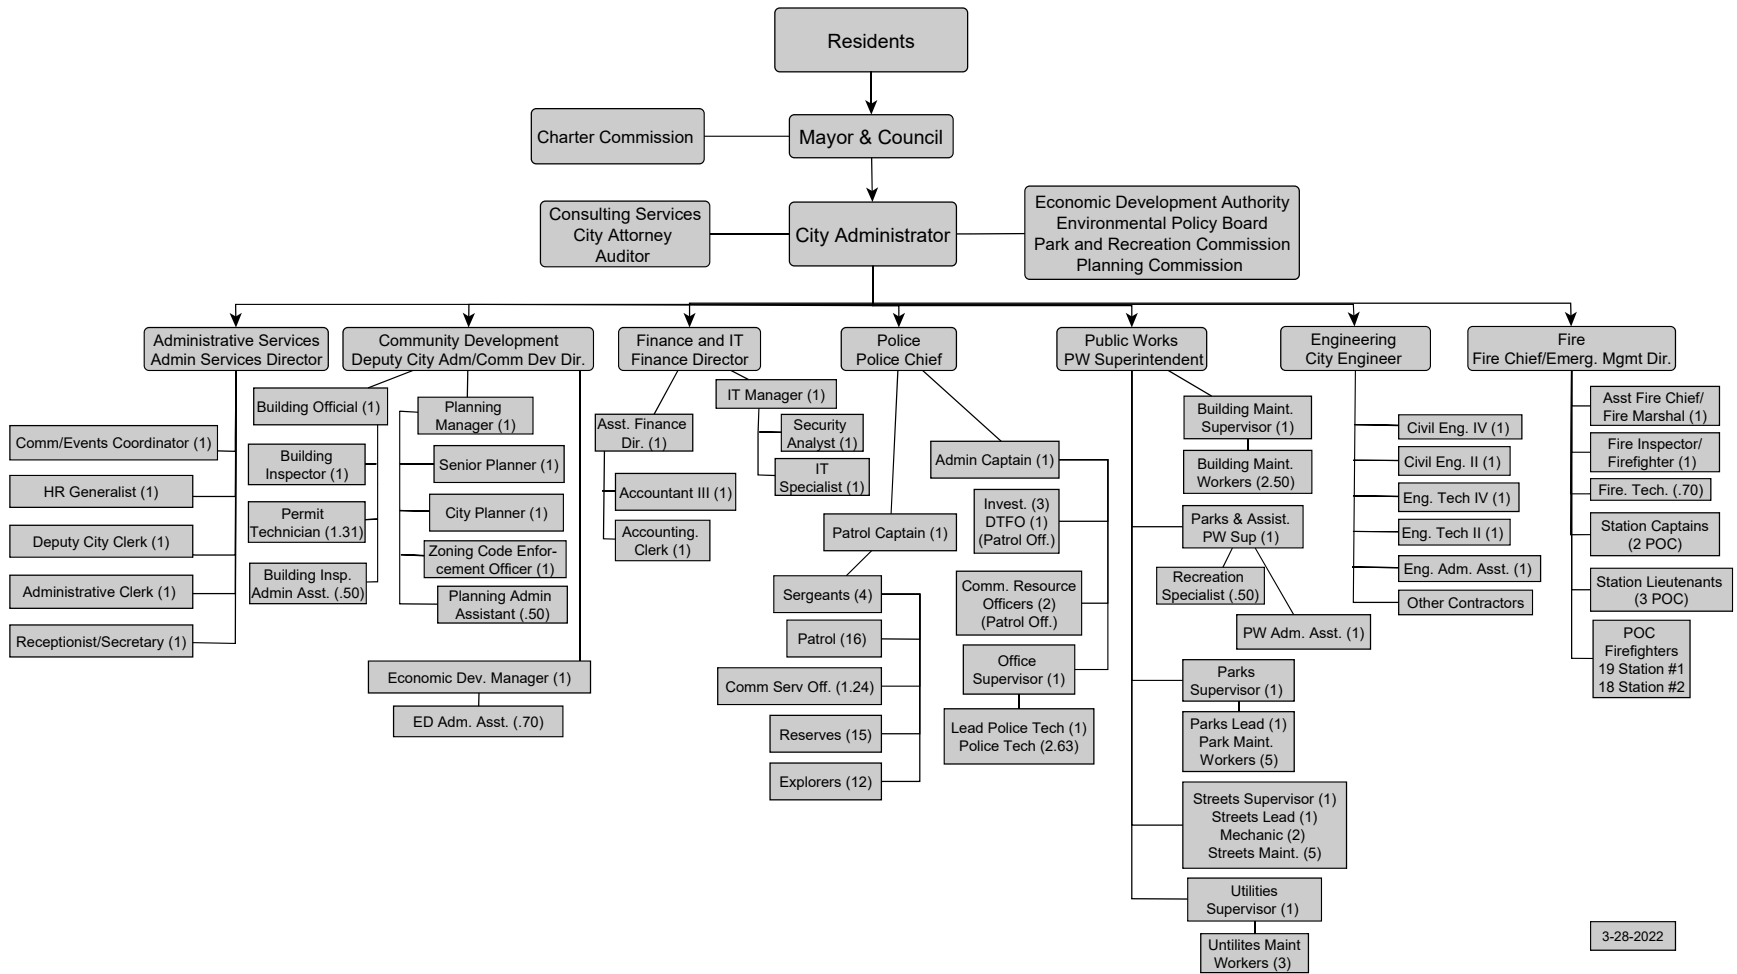 Residents
Charter Commission
Mayor & Council
Consulting Services
City Attorney
Auditor
City Administrator
Economic Development Authority
Environmental Policy Board
Park and Recreation Commission
Planning Commission
Administrative Services
Admin Services Director
Community Development
Deputy City Adm/Comm Dev Dir.
Finance and IT
Finance Director
Police
Police Chief
Public Works
PW Superintendent
Engineering
City Engineer
Fire
Fire Chief/Emerg. Mgmt Dir.
Comm/Events Coordinator (1)
HR Generalist (1)
Deputy City Clerk (1)
Administrative Clerk (1)
Receptionist/Secretary (1)
Building Official (1)
Building
Inspector (1)
Permit
Technician (1.31)
Building Insp.
Admin Asst. (.50)
Planning
Manager (1)
Senior Planner (1)
City Planner (1)
Zoning Code Enfor-
cement Officer (1)
Planning Admin
Assistant (.50)
Economic Dev. Manager (1)
ED Adm. Asst. (.70)
Asst. Finance
Dir. (1)
Accountant III (1)
Accounting.
Clerk (1)
IT Manager (1)
Security
Analyst (1)
IT
Specialist (1)
Patrol Captain (1)
Sergeants (4)
Patrol (16)
Comm Serv Off. (1.24)
Reserves (15)
Explorers (12)
Admin Captain (1)
Invest. (3)
DTFO (1)
(Patrol Off.)
Comm. Resource
Officers (2)
(Patrol Off.)
Office
Supervisor (1)
Lead Police Tech (1)
Police Tech (2.63)
Building Maint.
Supervisor (1)
Building Maint.
Workers (2.50)
Parks & Assist.
PW Sup (1)
Recreation
Specialist (.50)
PW Adm. Asst. (1)
Parks
Supervisor (1)
Parks Lead (1)
Park Maint.
Workers (5)
Streets Supervisor (1)
Streets Lead (1)
Mechanic (2)
Streets Maint. (5)
Utilities
Supervisor (1)
Untilites Maint
Workers (3)
Civil Eng. IV (1)
Civil Eng. II (1)
Eng. Tech IV (1)
Eng. Tech II (1)
Eng. Adm. Asst. (1)
Other Contractors
Asst Fire Chief/
Fire Marshal (1)
Fire Inspector/
Firefighter (1)
Fire. Tech. (.70)
Station Captains
(2 POC)
Station Lieutenants
(3 POC)
POC
Firefighters
19 Station #1
18 Station #2
3-28-2022